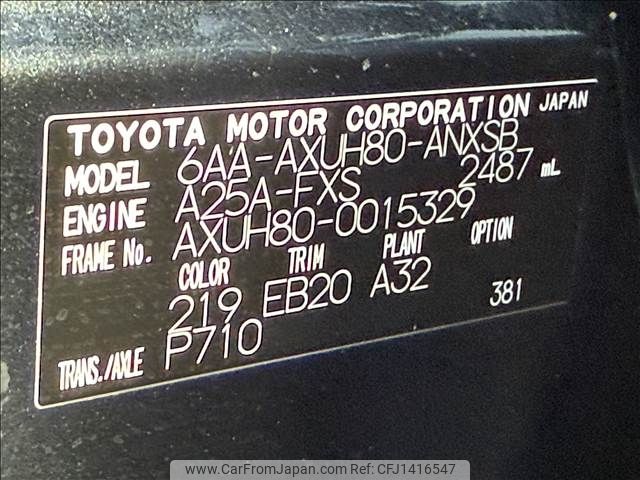 TOYOTA MOTOR CORPORATION JAPAN
MODEL 6AA-AXUH80-ANXSB
ENGINE A25A-FXS 2487 mL
FRAME No. AXUH80-0015329
COLOR TRIM PLANT OPTION
219 EB20 A32
TRANS./AXLE P710 381
www.CarFromJapan.com Ref: CFJ1416547